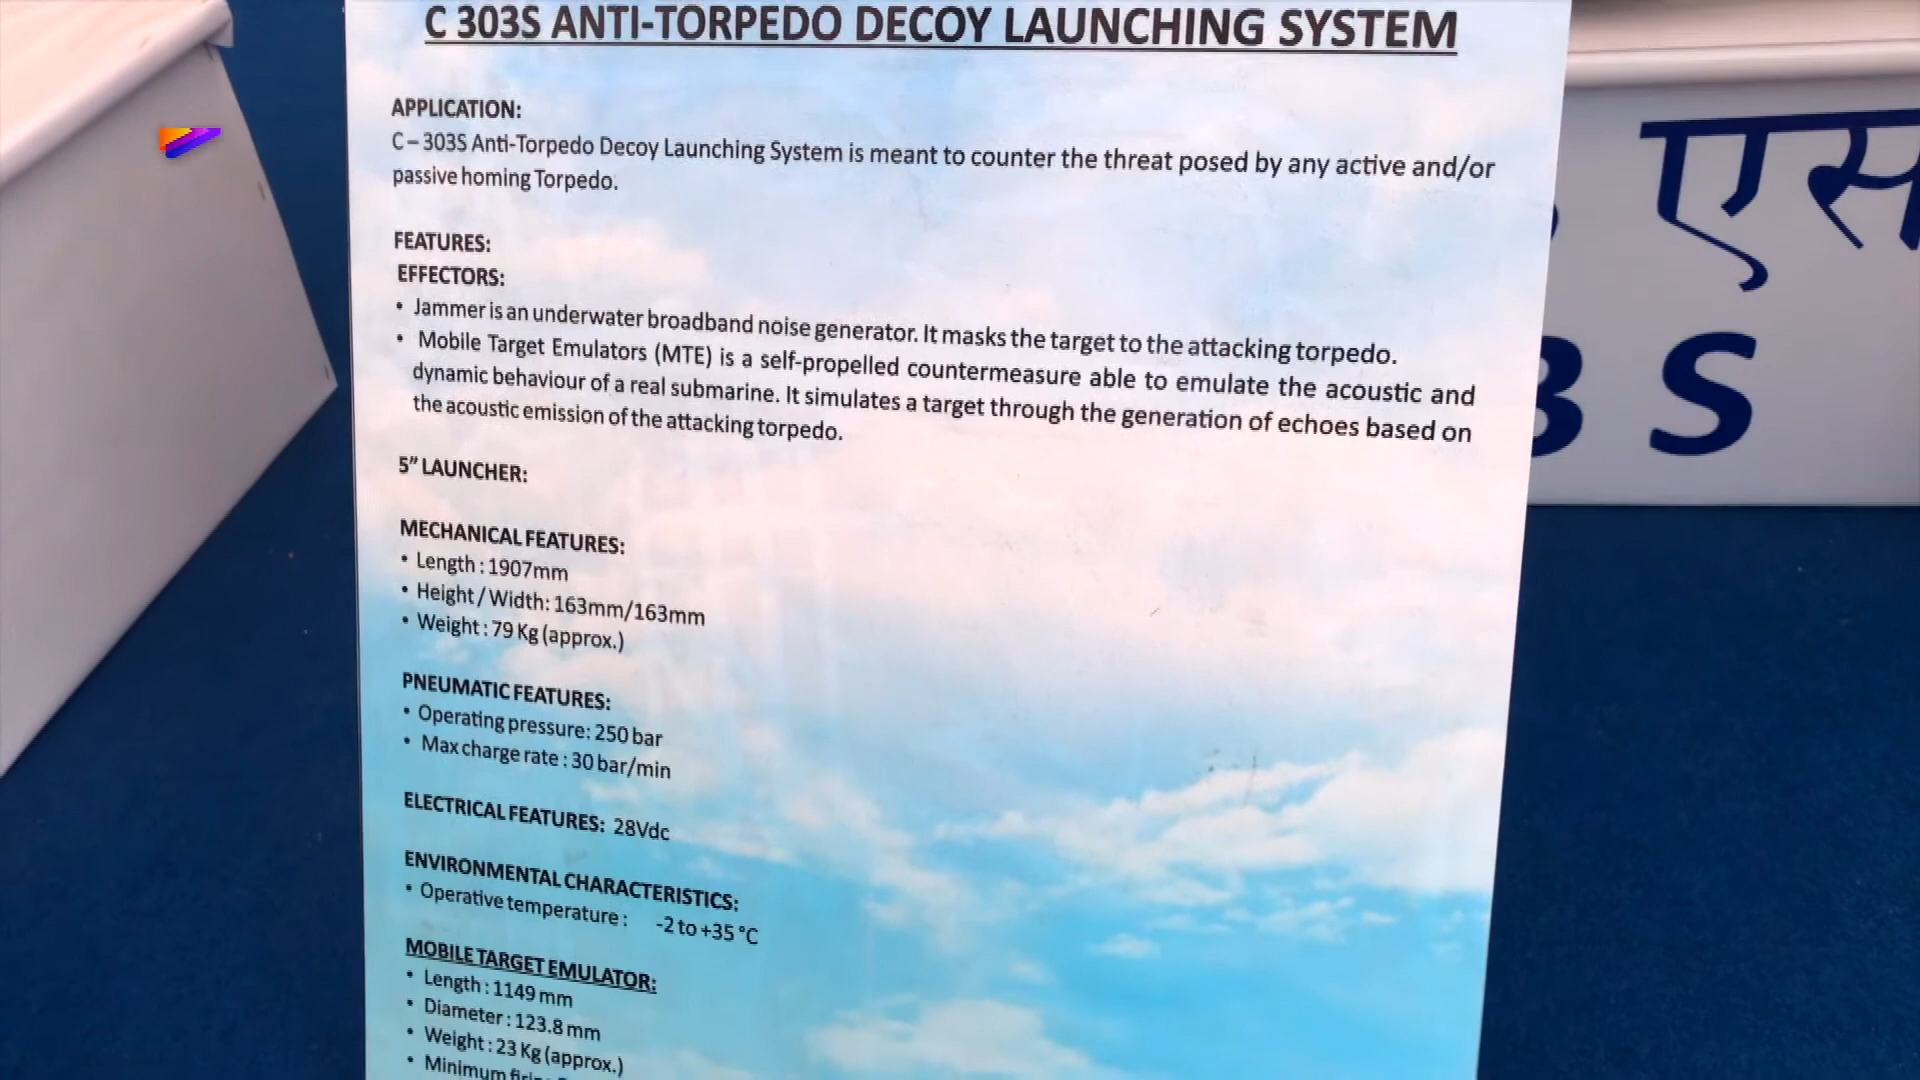 C 303S ANTI-TORPEDO DECOY LAUNCHING SYSTEM
APPLICATION:
C – 303S Anti-Torpedo Decoy Launching System is meant to counter the threat posed by any active and/or
passive homing Torpedo.
FEATURES:
EFFECTORS:
• Jammer is an underwater broadband noise generator. It masks the target to the attacking torpedo.
• Mobile Target Emulators (MTE) is a self-propelled countermeasure able to emulate the acoustic and
dynamic behaviour of a real submarine. It simulates a target through the generation of echoes based on
the acoustic emission of the attacking torpedo.
5” LAUNCHER:
MECHANICAL FEATURES:
• Length : 1907mm
• Height / Width: 163mm/163mm
• Weight : 79 Kg (approx.)
PNEUMATIC FEATURES:
• Operating pressure: 250 bar
• Max charge rate : 30 bar/min
ELECTRICAL FEATURES: 28Vdc
ENVIRONMENTAL CHARACTERISTICS:
• Operative temperature : -2 to +35 °C
MOBILE TARGET EMULATOR:
• Length : 1149 mm
• Diameter : 123.8 mm
• Weight : 23 Kg (approx.)
• Minimum
एस
B S